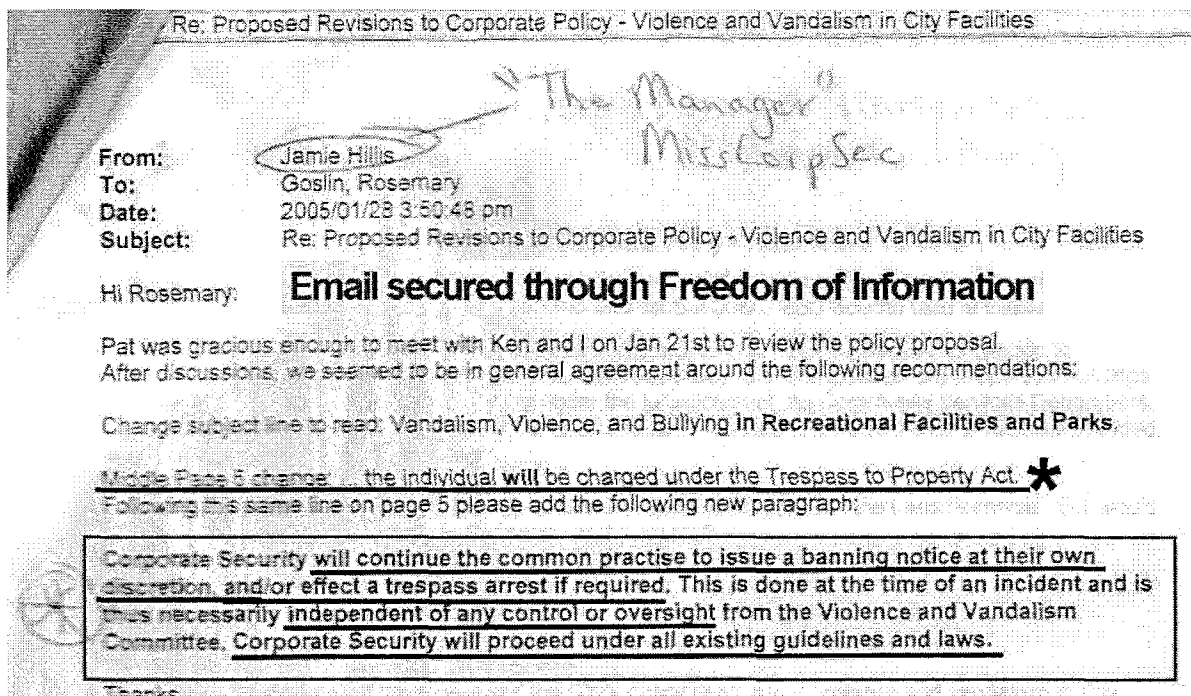 Re: Proposed Revisions to Corporate Policy - Violence and Vandalism in City Facilities
"The Manager"
MissCorpSec
From: Jamie Hillis
To: Goslin, Rosemary
Date: 2005/01/28 3:50:48 pm
Subject: Re: Proposed Revisions to Corporate Policy - Violence and Vandalism in City Facilities
Hi Rosemary:
Email secured through Freedom of Information
Pat was gracious enough to meet with Ken and I on Jan 21st to review the policy proposal.
After discussions, we seemed to be in general agreement around the following recommendations:
Change subject line to read: Vandalism, Violence, and Bullying in Recreational Facilities and Parks.
Middle Page 5 change: ... the individual will be charged under the Trespass to Property Act. *
Following this same line on page 5 please add the following new paragraph:
Corporate Security will continue the common practise to issue a banning notice at their own
discretion, and/or effect a trespass arrest if required. This is done at the time of an incident and is
thus necessarily independent of any control or oversight from the Violence and Vandalism
Committee. Corporate Security will proceed under all existing guidelines and laws.
Thanks